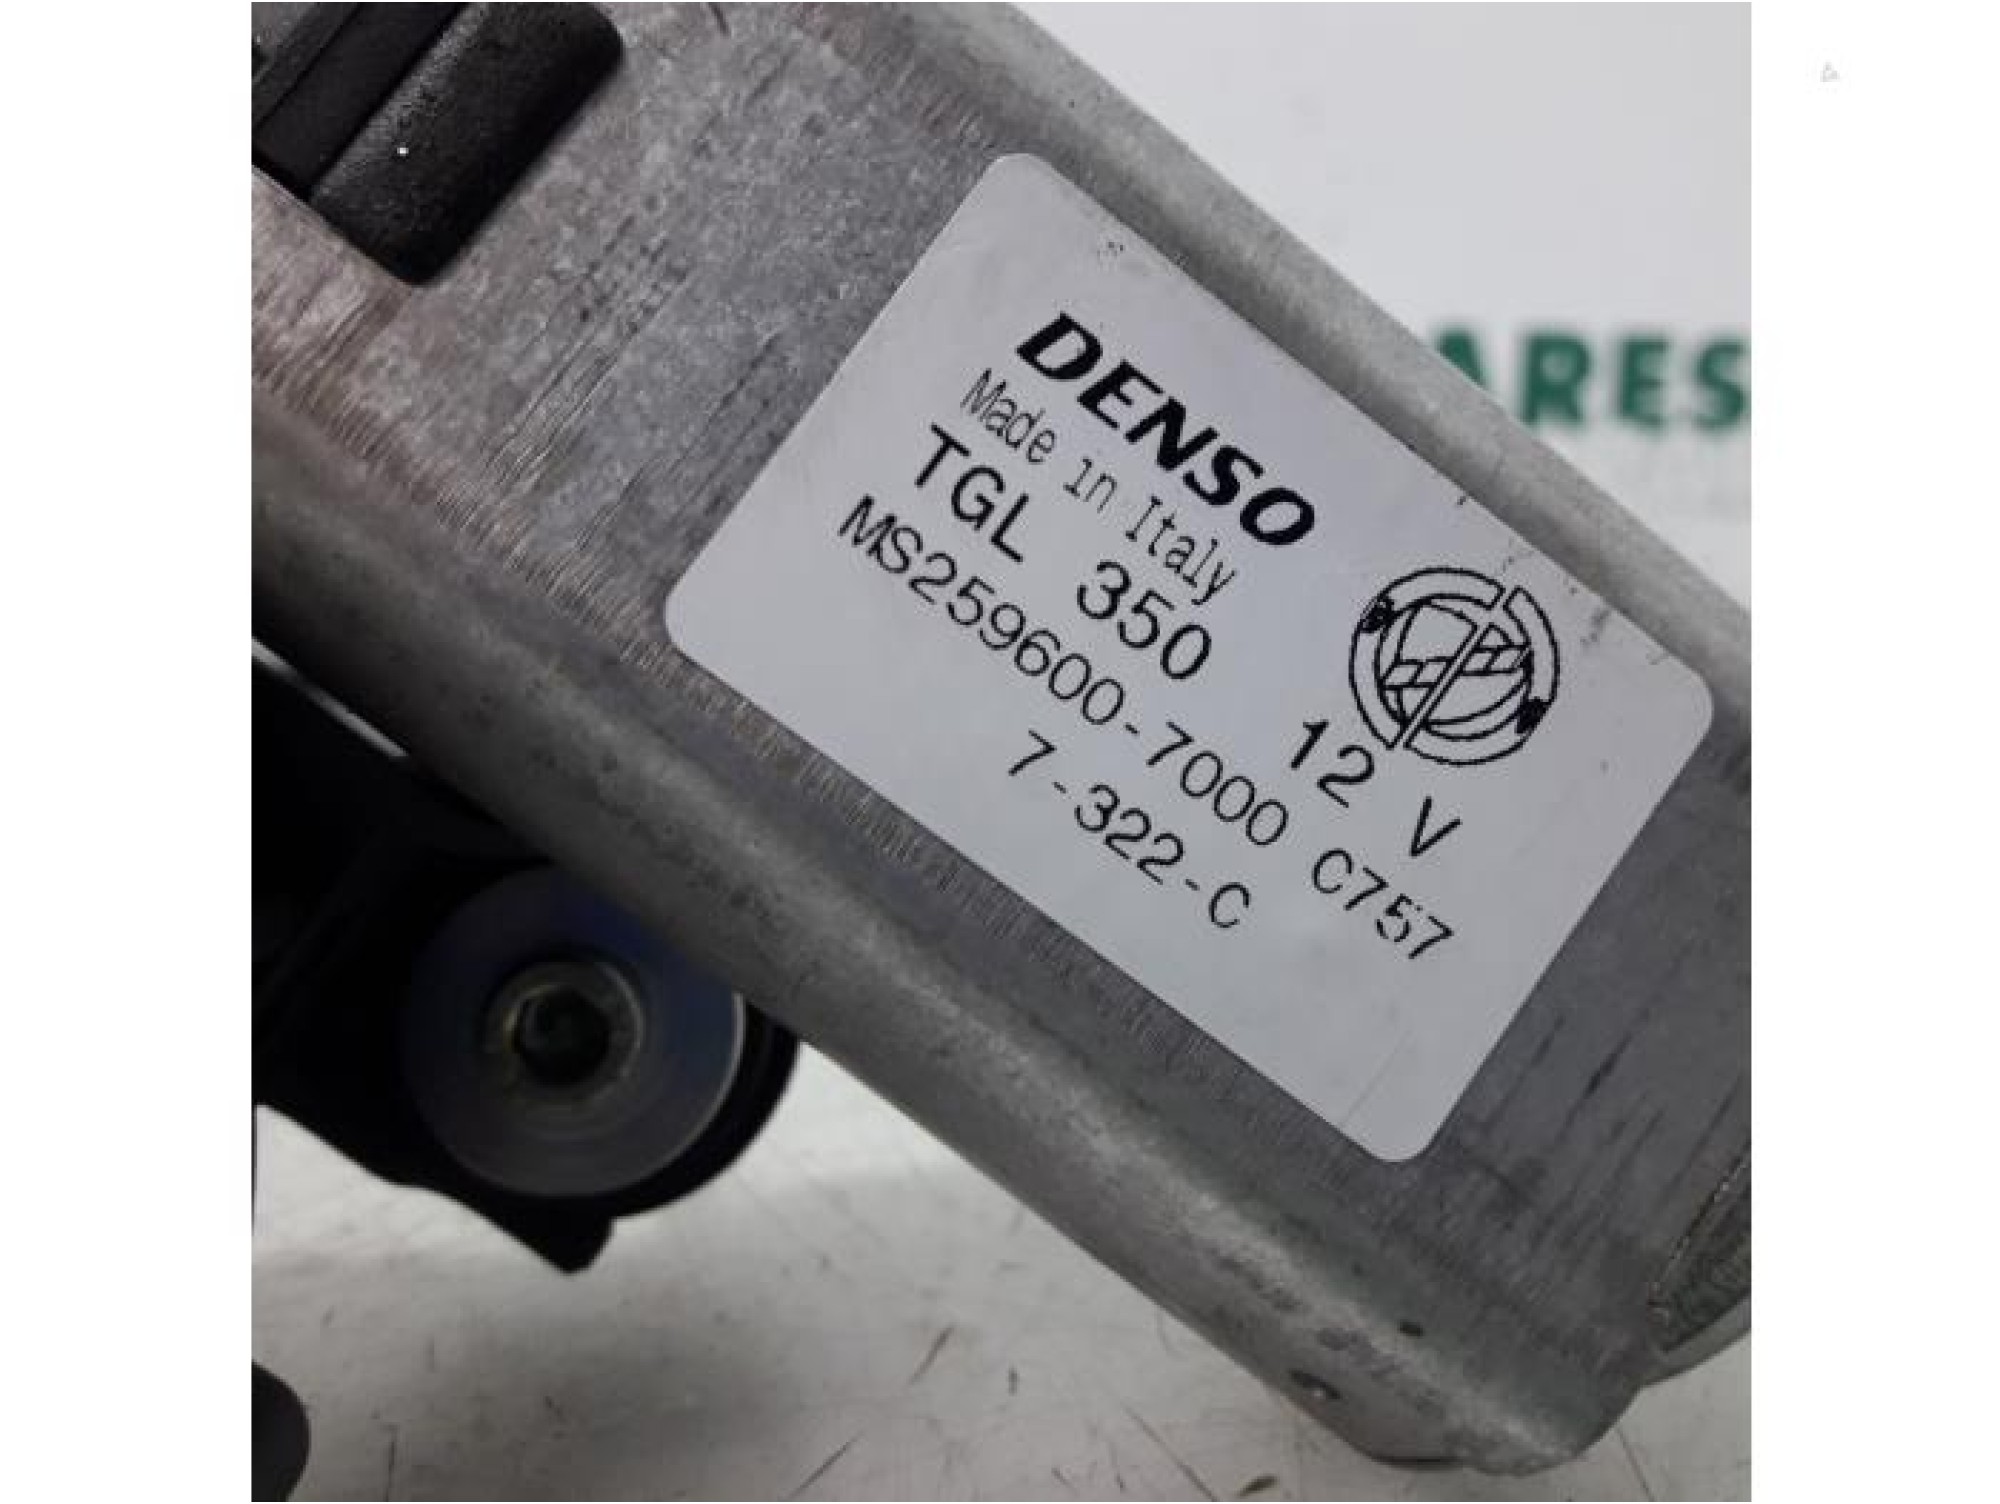 DENSO
Made in Italy
TGL 350 12 V
MS259600-7000 C757
7-322-C
ARES